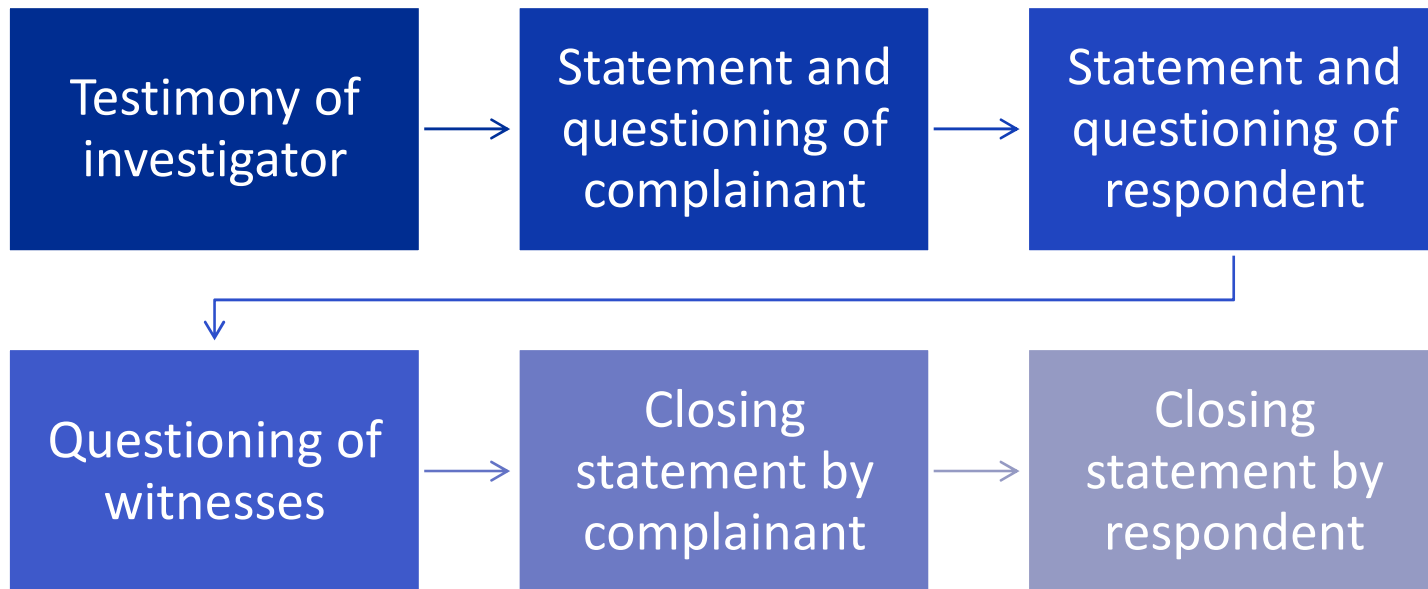 Testimony of
investigator
Statement and
questioning of
complainant
Statement and
questioning of
respondent
Questioning of
witnesses
Closing
statement by
complainant
Closing
statement by
respondent